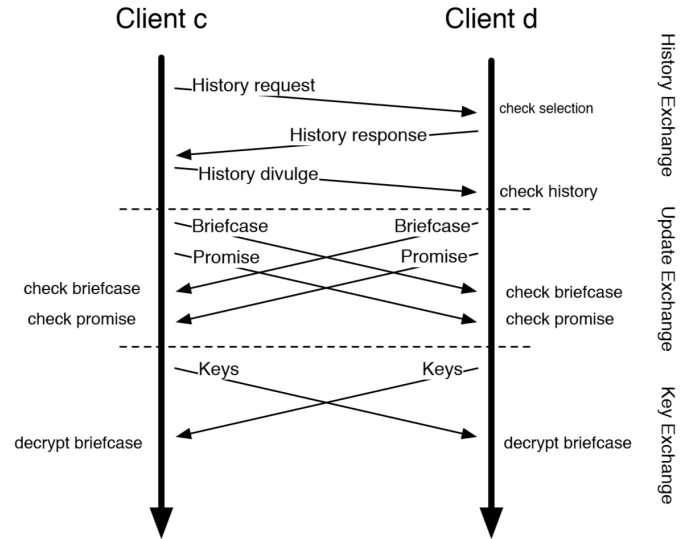 Client c
Client d
History request
check selection
History response
History divulge
check history
History Exchange
Briefcase
Briefcase
Promise
Promise
check briefcase
check briefcase
check promise
check promise
Update Exchange
Keys
Keys
decrypt briefcase
decrypt briefcase
Key Exchange